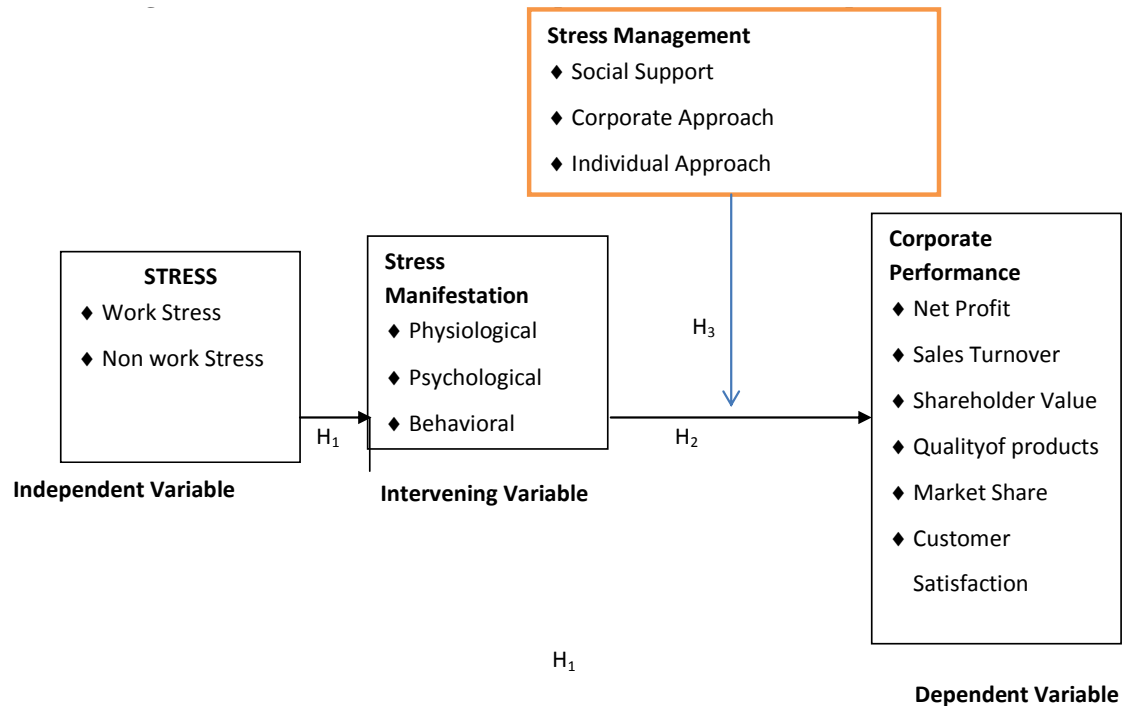 Stress Management
♦ Social Support
♦ Corporate Approach
♦ Individual Approach
STRESS
♦ Work Stress
♦ Non work Stress
H₁
Independent Variable
Stress
Manifestation
♦ Physiological
♦ Psychological
♦ Behavioral
Intervening Variable
H₃
H₂
Corporate
Performance
♦ Net Profit
♦ Sales Turnover
♦ Shareholder Value
♦ Qualityof products
♦ Market Share
♦ Customer
Satisfaction
H₁
Dependent Variable